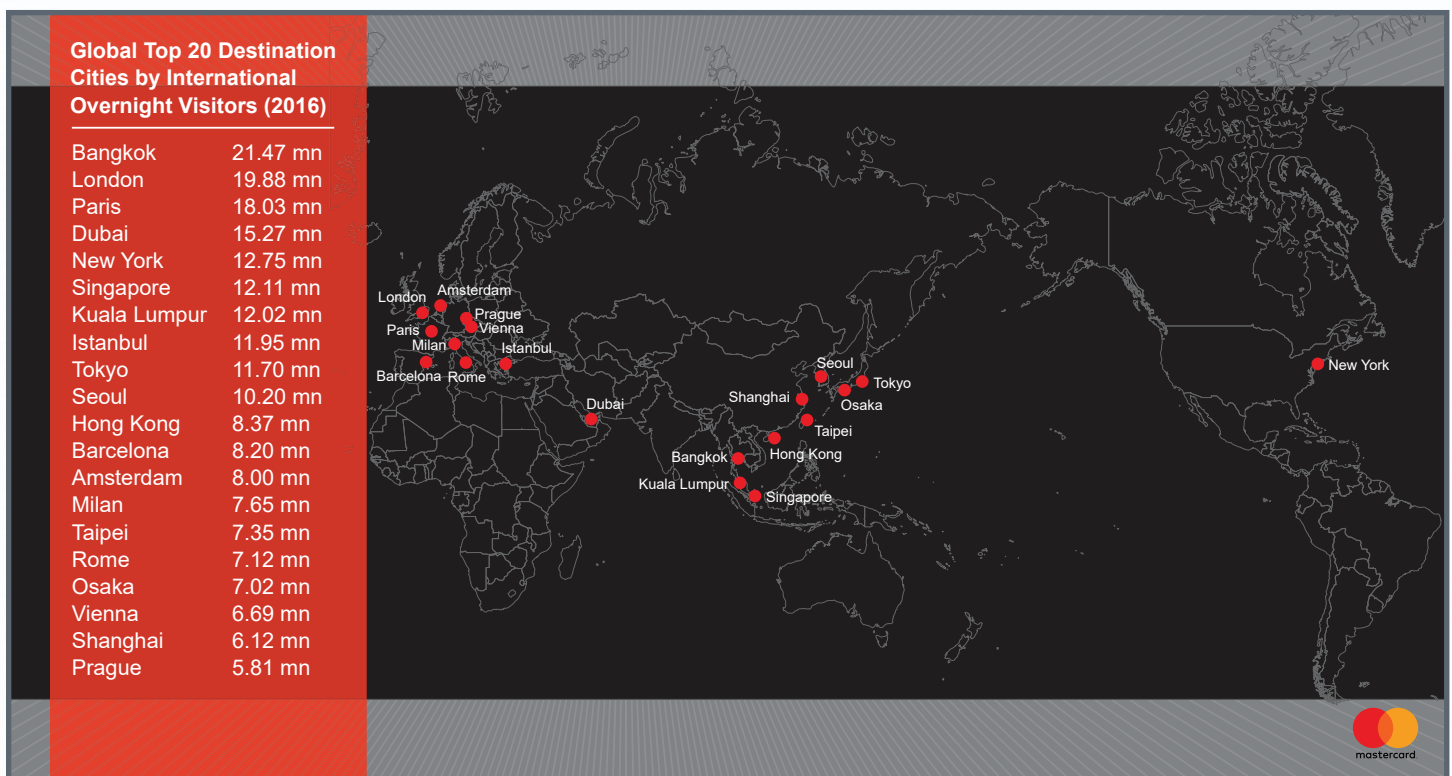 Global Top 20 Destination
Cities by International
Overnight Visitors (2016)
Bangkok 21.47 mn
London 19.88 mn
Paris 18.03 mn
Dubai 15.27 mn
New York 12.75 mn
Singapore 12.11 mn
Kuala Lumpur 12.02 mn
Istanbul 11.95 mn
Tokyo 11.70 mn
Seoul 10.20 mn
Hong Kong 8.37 mn
Barcelona 8.20 mn
Amsterdam 8.00 mn
Milan 7.65 mn
Taipei 7.35 mn
Rome 7.12 mn
Osaka 7.02 mn
Vienna 6.69 mn
Shanghai 6.12 mn
Prague 5.81 mn
Amsterdam
London
Prague
Vienna
Paris
Milan
Istanbul
Barcelona
Rome
Dubai
Seoul
Tokyo
Shanghai
Osaka
Taipei
Hong Kong
Bangkok
Kuala Lumpur
Singapore
New York
mastercard